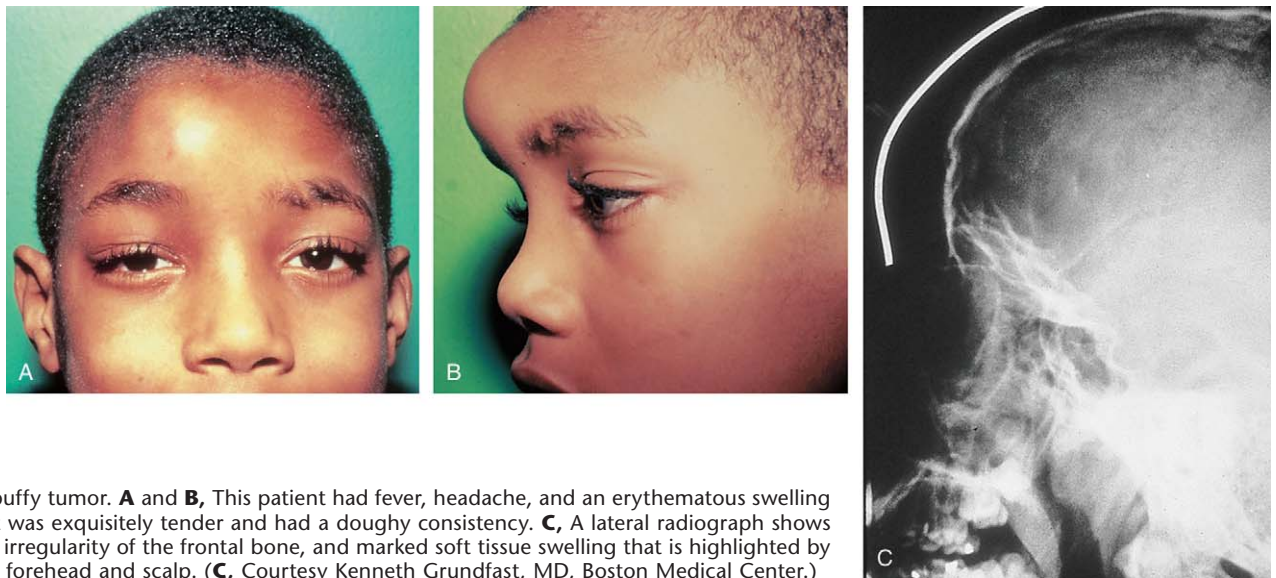 A
B
C
puffy tumor. A and B, This patient had fever, headache, and an erythematous swelling
was exquisitely tender and had a doughy consistency. C, A lateral radiograph shows
irregularity of the frontal bone, and marked soft tissue swelling that is highlighted by
forehead and scalp. (C, Courtesy Kenneth Grundfast, MD, Boston Medical Center.)